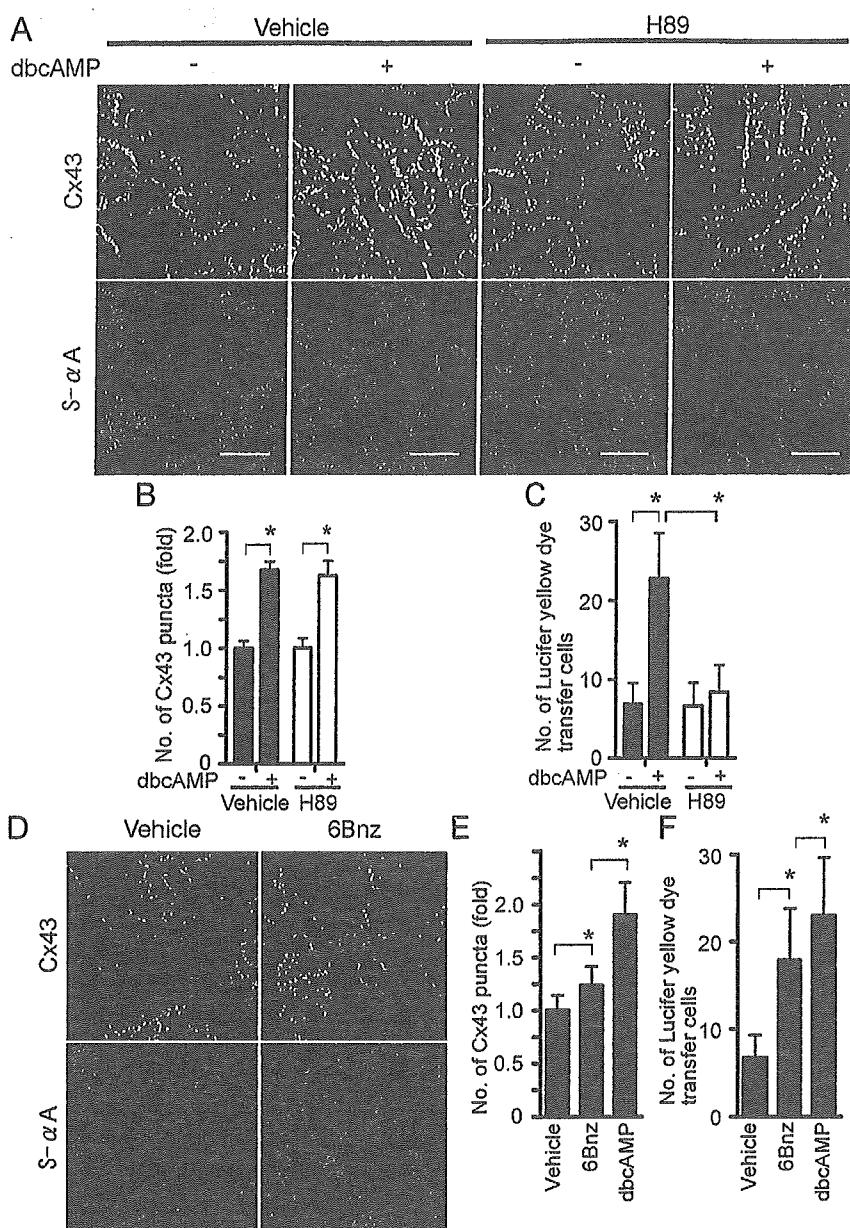 A
Vehicle H89
dbcAMP - + - +
Cx43
S-αA
B
No. of Cx43 puncta (fold)
2.0
1.5
1.0
0.5
0
* *
dbcAMP - + - +
Vehicle H89
C
No. of Lucifer yellow dye
transfer cells
30
20
10
0
* *
dbcAMP - + - +
Vehicle H89
D
Vehicle 6Bnz
Cx43
S-αA
E
No. of Cx43 puncta (fold)
2.0
1.5
1.25
1.0
0.5
0
*
*
Vehicle
6Bnz
dbcAMP
F
No. of Lucifer yellow dye
transfer cells
30
20
10
0
*
*
Vehicle
6Bnz
dbcAMP